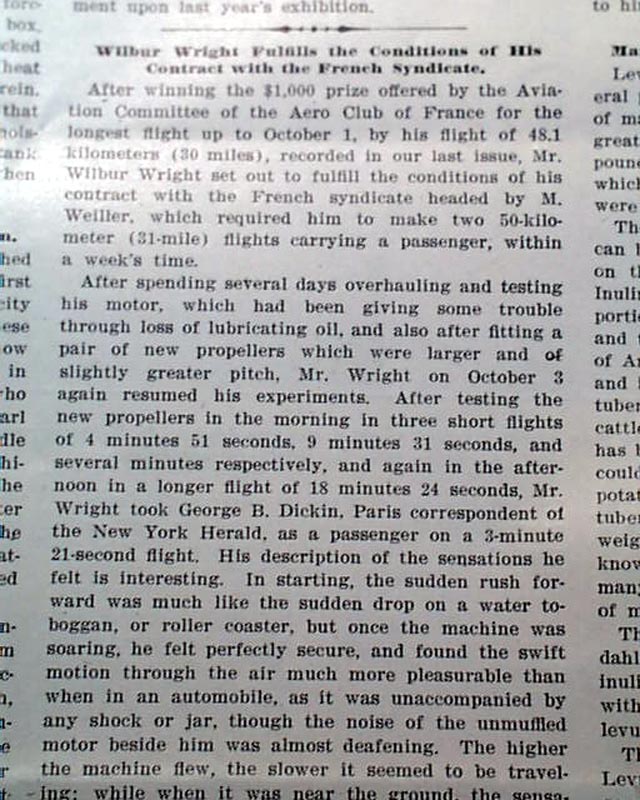 ment upon last year's exhibition.
Wilbur Wright Fulfills the Conditions of His
Contract with the French Syndicate.
After winning the $1,000 prize offered by the Avia-
tion Committee of the Aero Club of France for the
longest flight up to October 1, by his flight of 48.1
kilometers (30 miles), recorded in our last issue, Mr.
Wilbur Wright set out to fulfill the conditions of his
contract with the French syndicate headed by M.
Weiller, which required him to make two 50-kilo-
meter (31-mile) flights carrying a passenger, within
a week's time.
After spending several days overhauling and testing
his motor, which had been giving some trouble
through loss of lubricating oil, and also after fitting a
pair of new propellers which were larger and of
slightly greater pitch, Mr. Wright on October 3
again resumed his experiments. After testing the
new propellers in the morning in three short flights
of 4 minutes 51 seconds, 9 minutes 31 seconds, and
several minutes respectively, and again in the after-
noon in a longer flight of 18 minutes 24 seconds, Mr.
Wright took George B. Dickin, Paris correspondent of
the New York Herald, as a passenger on a 3-minute
21-second flight. His description of the sensations he
felt is interesting. In starting, the sudden rush for-
ward was much like the sudden drop on a water to-
boggan, or roller coaster, but once the machine was
soaring, he felt perfectly secure, and found the swift
motion through the air much more pleasurable than
when in an automobile, as it was unaccompanied by
any shock or jar, though the noise of the unmuffled
motor beside him was almost deafening. The higher
the machine flew, the slower it seemed to be travel-
ing; while when it was near the ground, the sensa-